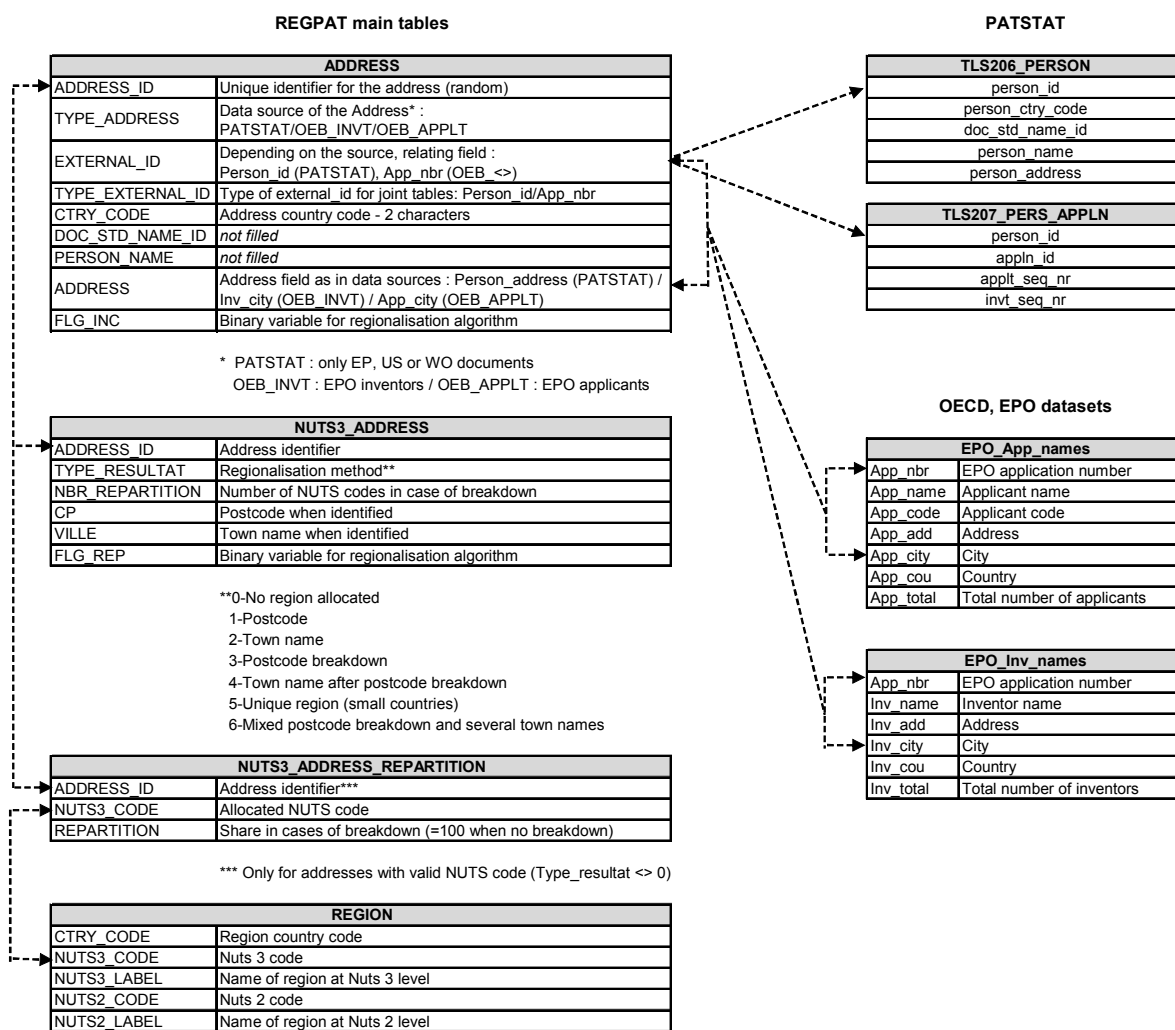 REGPAT main tables
ADDRESS
ADDRESS_ID Unique identifier for the address (random)
TYPE_ADDRESS Data source of the Address* :
PATSTAT/OEB_INVT/OEB_APPLT
EXTERNAL_ID Depending on the source, relating field :
Person_id (PATSTAT), App_nbr (OEB_<>)
TYPE_EXTERNAL_ID Type of external_id for joint tables: Person_id/App_nbr
CTRY_CODE Address country code - 2 characters
DOC_STD_NAME_ID not filled
PERSON_NAME not filled
ADDRESS Address field as in data sources : Person_address (PATSTAT) /
Inv_city (OEB_INVT) / App_city (OEB_APPLT)
FLG_INC Binary variable for regionalisation algorithm
* PATSTAT : only EP, US or WO documents
OEB_INVT : EPO inventors / OEB_APPLT : EPO applicants
NUTS3_ADDRESS
ADDRESS_ID Address identifier
TYPE_RESULTAT Regionalisation method**
NBR_REPARTITION Number of NUTS codes in case of breakdown
CP Postcode when identified
VILLE Town name when identified
FLG_REP Binary variable for regionalisation algorithm
**0-No region allocated
1-Postcode
2-Town name
3-Postcode breakdown
4-Town name after postcode breakdown
5-Unique region (small countries)
6-Mixed postcode breakdown and several town names
NUTS3_ADDRESS_REPARTITION
ADDRESS_ID Address identifier***
NUTS3_CODE Allocated NUTS code
REPARTITION Share in cases of breakdown (=100 when no breakdown)
*** Only for addresses with valid NUTS code (Type_resultat <> 0)
REGION
CTRY_CODE Region country code
NUTS3_CODE Nuts 3 code
NUTS3_LABEL Name of region at Nuts 3 level
NUTS2_CODE Nuts 2 code
NUTS2_LABEL Name of region at Nuts 2 level
PATSTAT
TLS206_PERSON
person_id
person_ctry_code
doc_std_name_id
person_name
person_address
TLS207_PERS_APPLN
person_id
appln_id
applt_seq_nr
invt_seq_nr
OECD, EPO datasets
EPO_App_names
App_nbr EPO application number
App_name Applicant name
App_code Applicant code
App_add Address
App_city City
App_cou Country
App_total Total number of applicants
EPO_Inv_names
App_nbr EPO application number
Inv_name Inventor name
Inv_add Address
Inv_city City
Inv_cou Country
Inv_total Total number of inventors